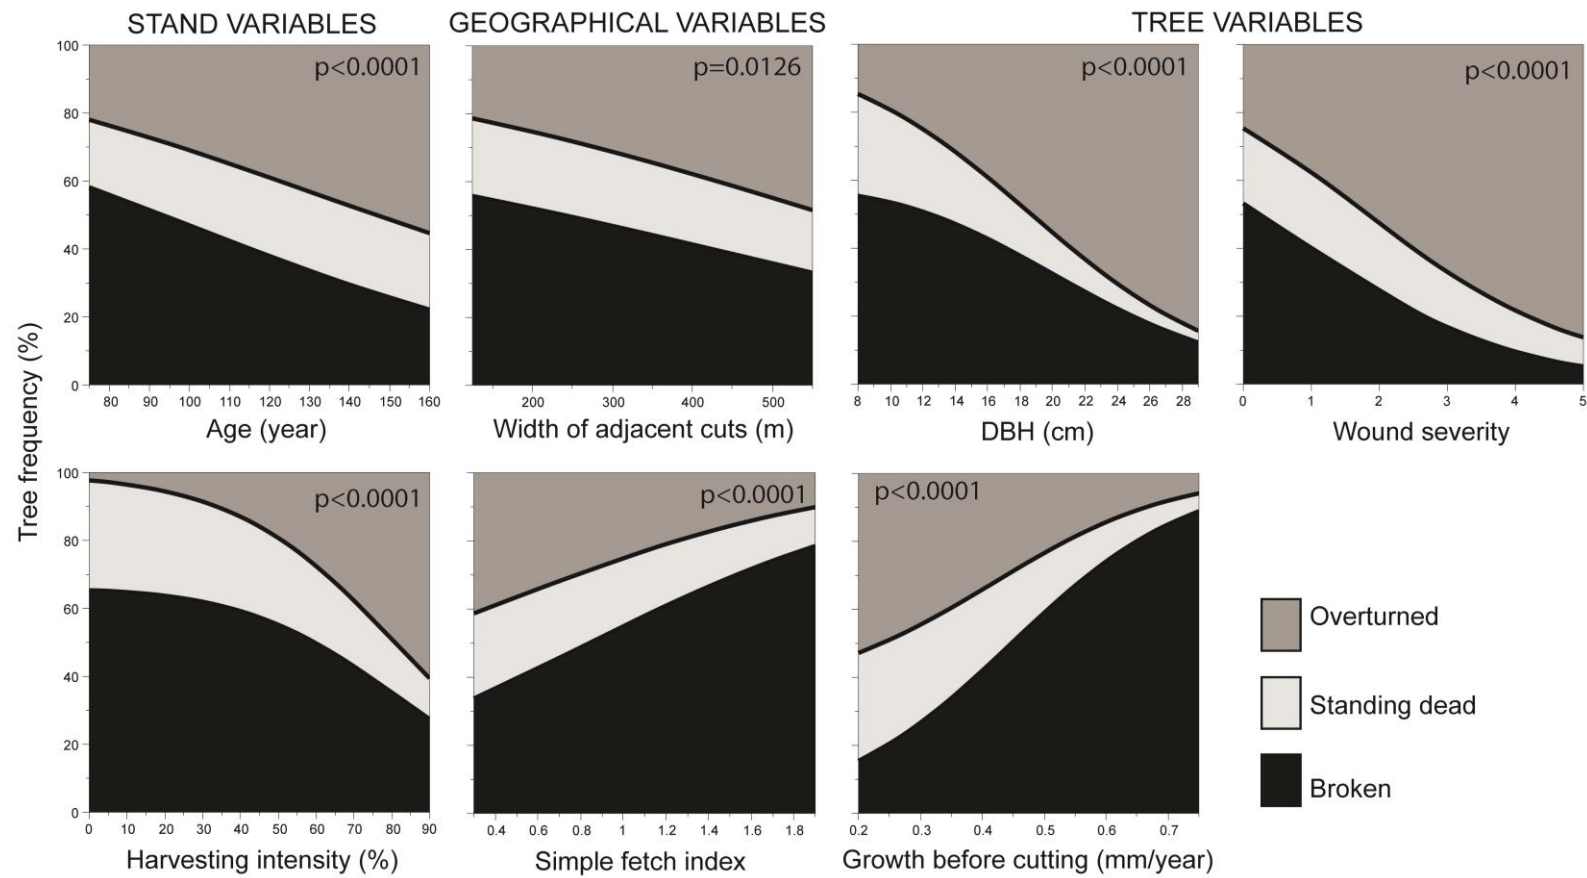 STAND VARIABLES
GEOGRAPHICAL VARIABLES
TREE VARIABLES
Tree frequency (%)
100
80
60
40
20
0
p<0.0001
80 90 100 110 120 130 140 150 160
Age (year)
p=0.0126
200 300 400 500
Width of adjacent cuts (m)
p<0.0001
8 10 12 14 16 18 20 22 24 26 28
DBH (cm)
p<0.0001
0 1 2 3 4 5
Wound severity
100
80
60
40
20
0
p<0.0001
0 10 20 30 40 50 60 70 80 90
Harvesting intensity (%)
p<0.0001
0.4 0.6 0.8 1 1.2 1.4 1.6 1.8
Simple fetch index
p<0.0001
0.2 0.3 0.4 0.5 0.6 0.7
Growth before cutting (mm/year)
Overturned
Standing dead
Broken